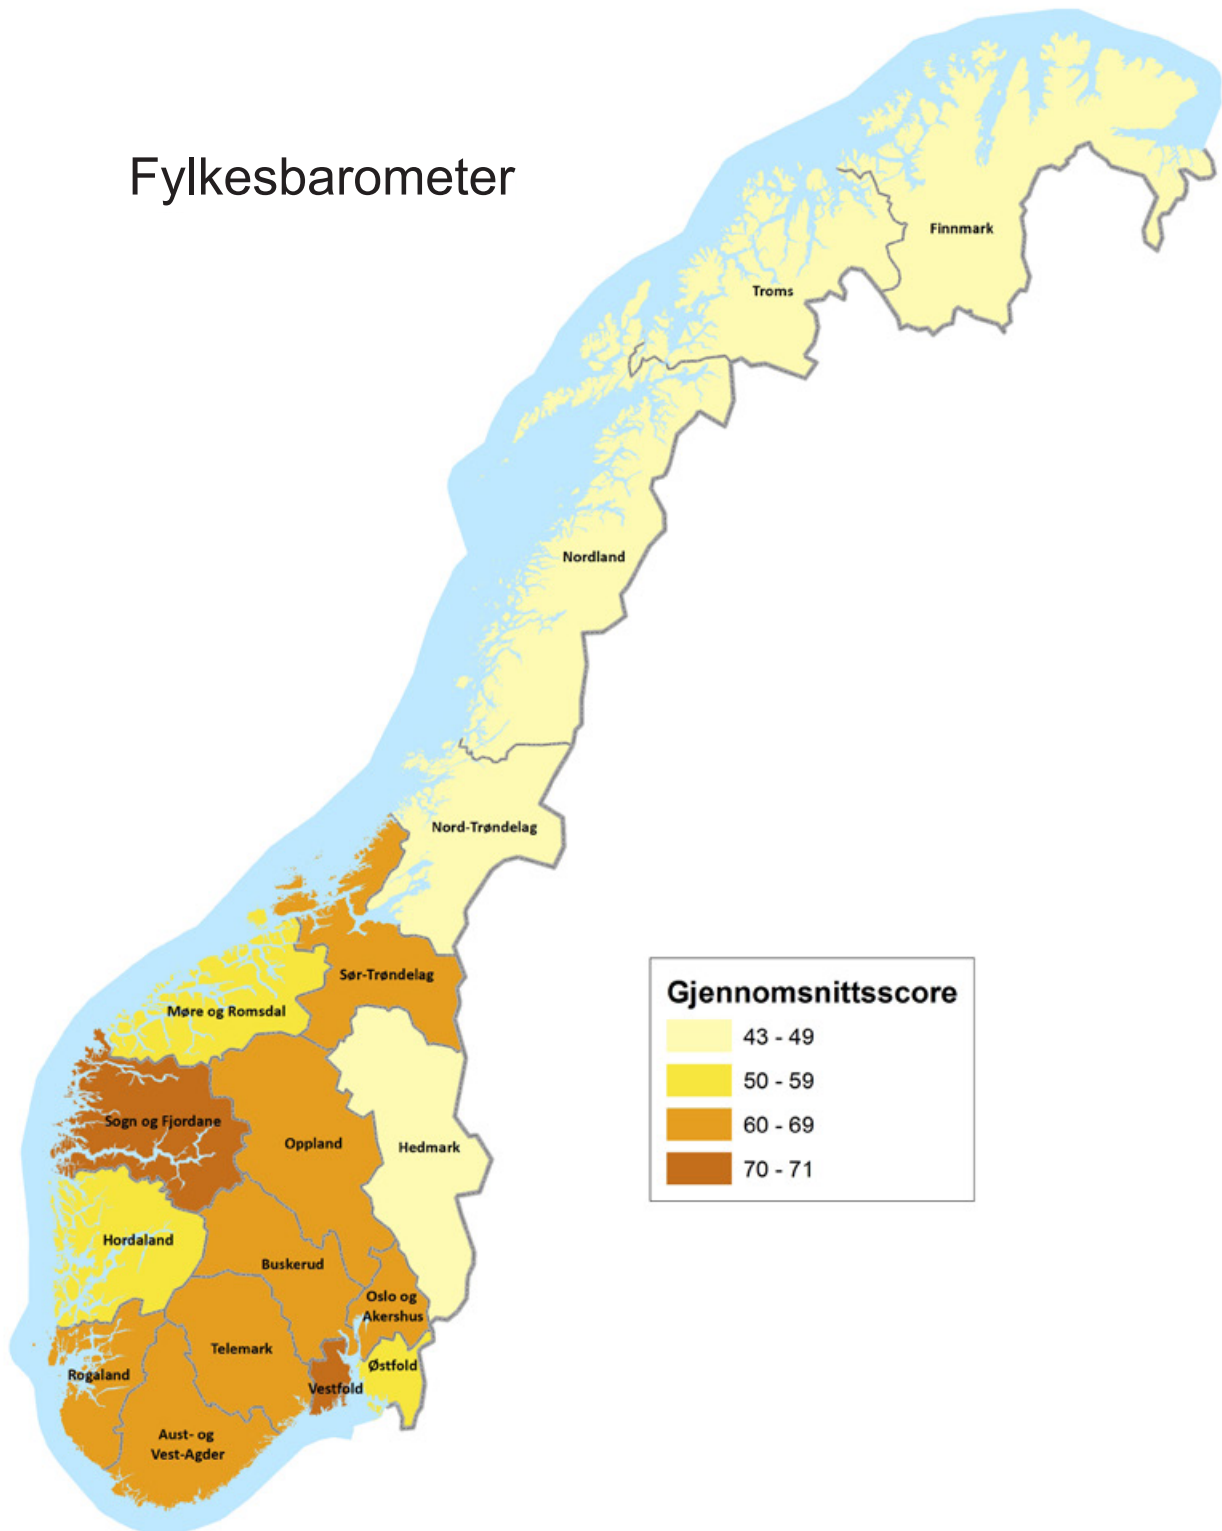 Fylkesbarometer
Finnmark
Troms
Nordland
Nord-Trøndelag
Sør-Trøndelag
Møre og Romsdal
Sogn og Fjordane
Oppland
Hedmark
Hordaland
Buskerud
Oslo og
Akershus
Telemark
Østfold
Rogaland
Vestfold
Aust- og
Vest-Agder
Gjennomsnittsscore
43 - 49
50 - 59
60 - 69
70 - 71